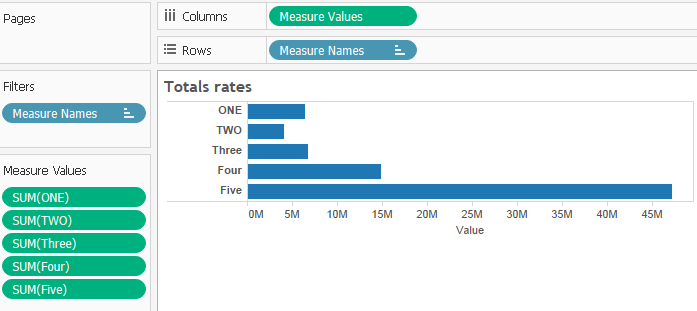 Pages
Columns Measure Values
Rows Measure Names
Filters
Measure Names
Measure Values
SUM(ONE)
SUM(TWO)
SUM(Three)
SUM(Four)
SUM(Five)
Totals rates
ONE
TWO
Three
Four
Five
0M 5M 10M 15M 20M 25M 30M 35M 40M 45M
Value